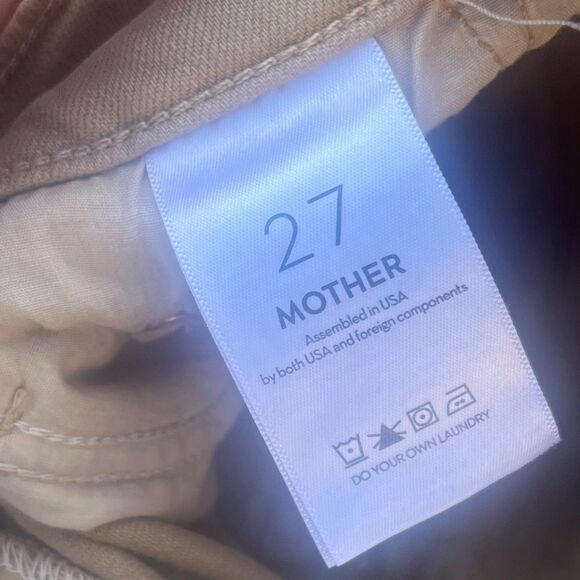 27
MOTHER
Assembled in USA
by both USA and foreign components
DO YOUR OWN LAUNDRY